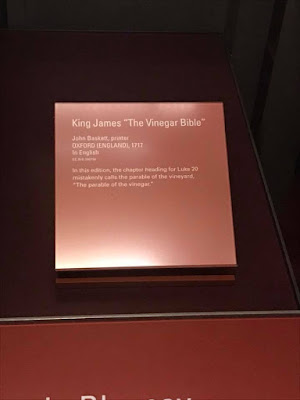 King James "The Vinegar Bible"
John Baskett, printer
OXFORD (ENGLAND), 1717
In English
In this edition, the chapter heading for Luke 20
mistakenly calls the parable of the vineyard,
"The parable of the vinegar."